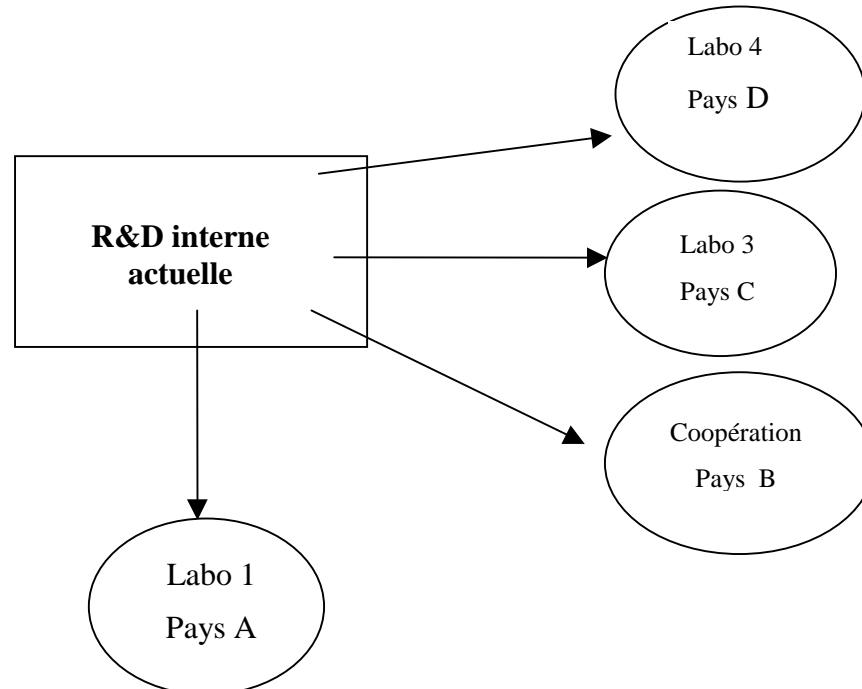 Labo 4
Pays D
R&D interne
actuelle
Labo 3
Pays C
Coopération
Pays B
Labo 1
Pays A